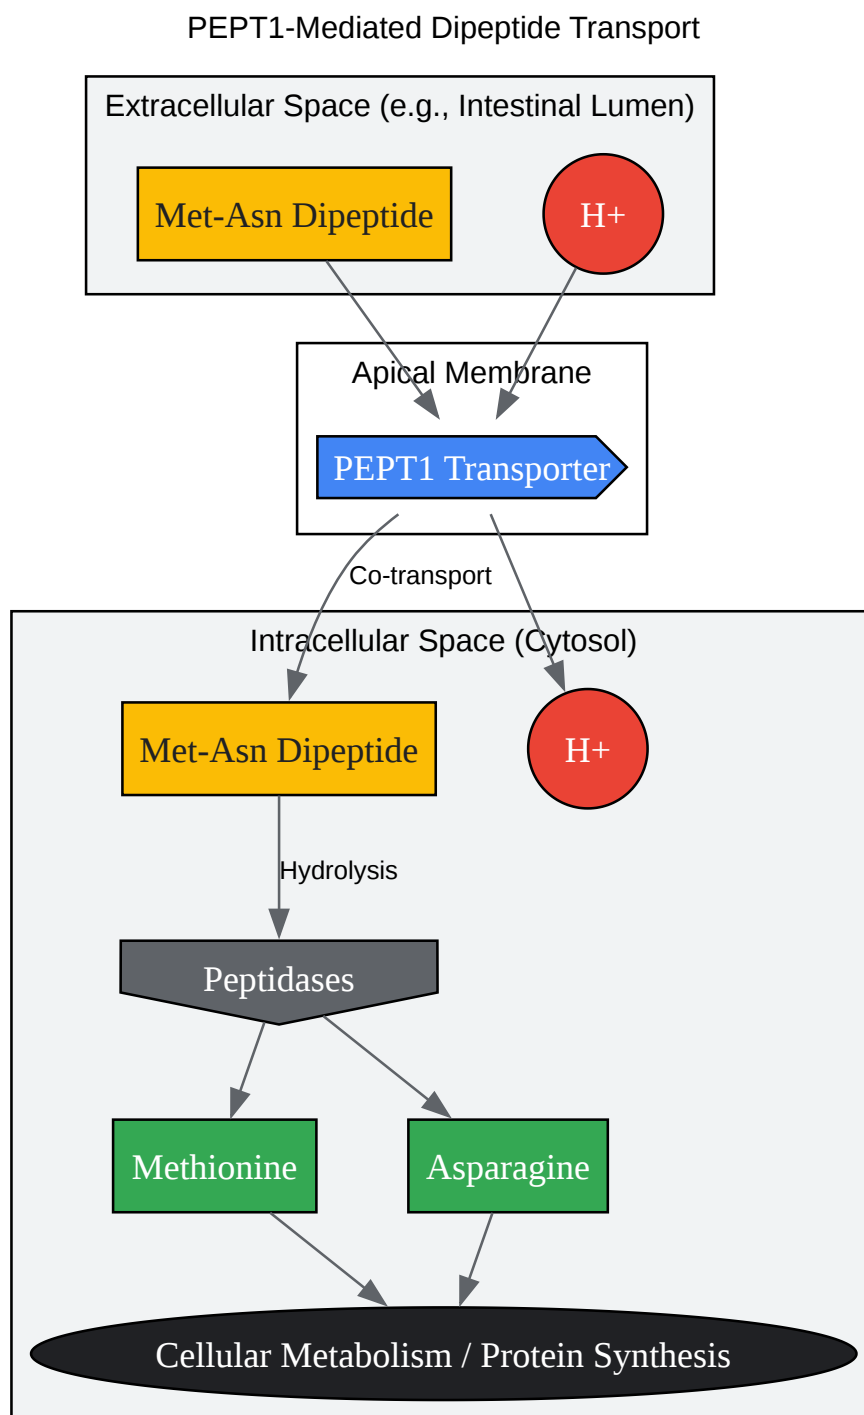 PEPT1-Mediated Dipeptide Transport
Extracellular Space (e.g., Intestinal Lumen)
Met-Asn Dipeptide
H+
Apical Membrane
PEPT1 Transporter
Co-transport
Intracellular Space (Cytosol)
Met-Asn Dipeptide
H+
Hydrolysis
Peptidases
Methionine
Asparagine
Cellular Metabolism / Protein Synthesis